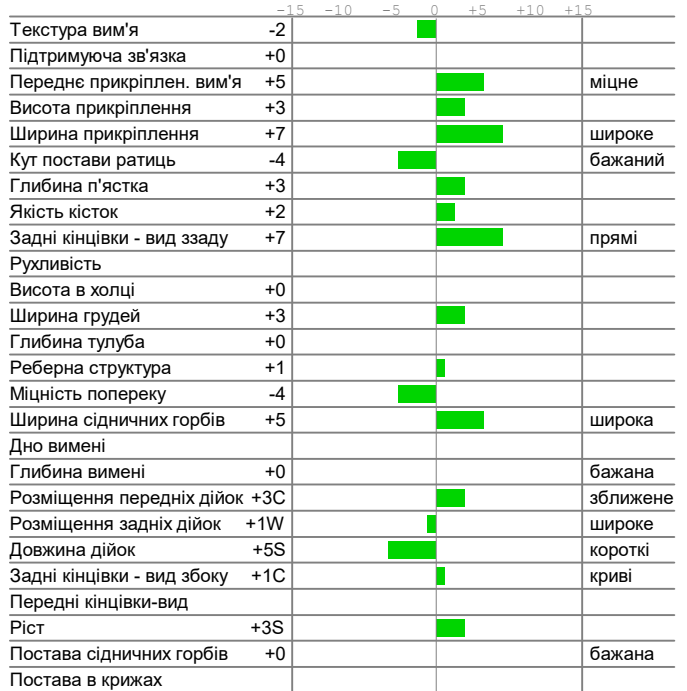 -15 -10 -5 0 +5 +10 +15
Текстура вим'я -2
Підтримуюча зв'язка +0
Переднє прикріплен. вим'я +5 міцне
Висота прикріплення +3
Ширина прикріплення +7 широке
Кут постави ратиць -4 бажаний
Глибина п'ястка +3
Якість кісток +2
Задні кінцівки - вид ззаду +7 прямі
Рухливість
Висота в холці +0
Ширина грудей +3
Глибина тулуба +0
Реберна структура +1
Міцність попереку -4
Ширина сідничних горбів +5 широка
Дно вимені
Глибина вимені +0 бажана
Розміщення передніх дійок +3C зближене
Розміщення задніх дійок +1W широке
Довжина дійок +5S короткі
Задні кінцівки - вид збоку +1C криві
Передні кінцівки-вид
Ріст +3S
Постава сідничних горбів +0 бажана
Постава в крижах